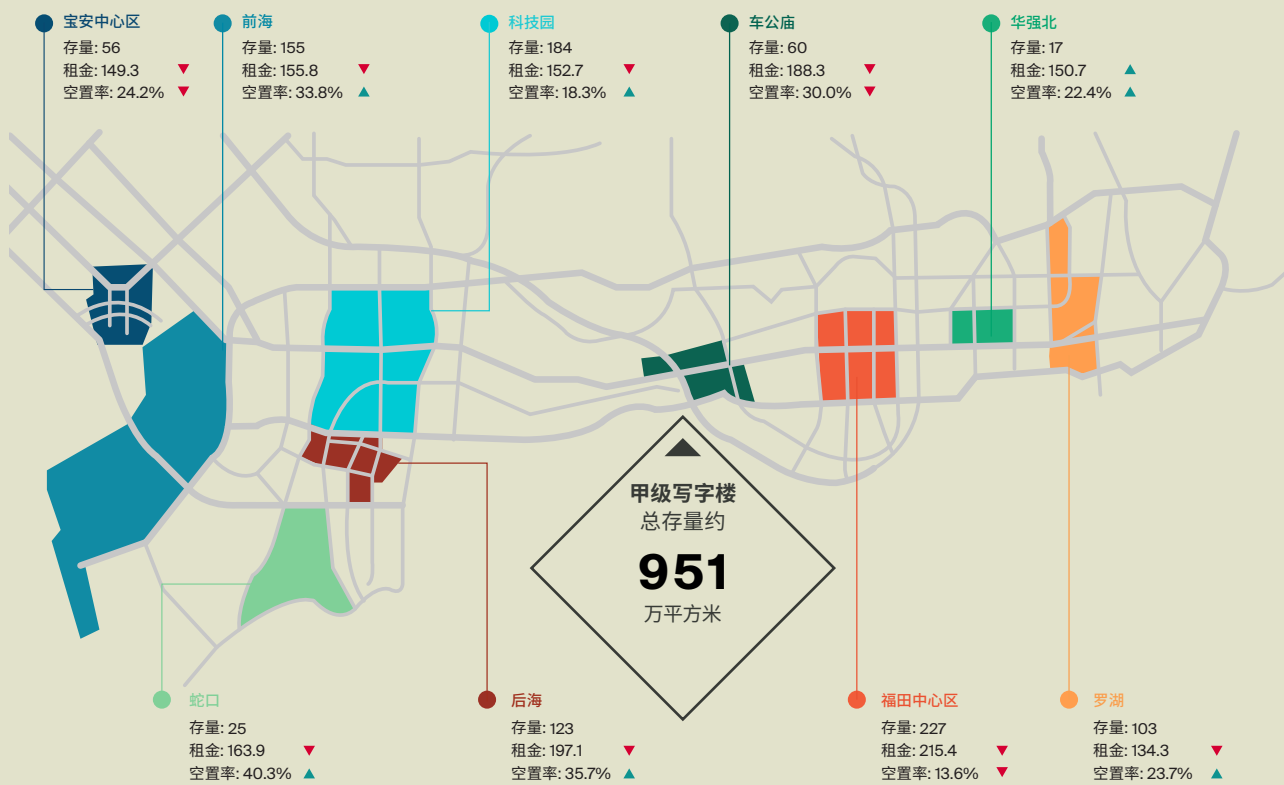 宝安中心区
存量: 56
租金: 149.3 ▼
空置率: 24.2% ▼
前海
存量: 155
租金: 155.8 ▼
空置率: 33.8% ▲
科技园
存量: 184
租金: 152.7 ▼
空置率: 18.3% ▲
车公庙
存量: 60
租金: 188.3 ▼
空置率: 30.0% ▼
华强北
存量: 17
租金: 150.7 ▲
空置率: 22.4% ▲
甲级写字楼
总存量约
951
万平方米
蛇口
存量: 25
租金: 163.9 ▼
空置率: 40.3% ▲
后海
存量: 123
租金: 197.1 ▼
空置率: 35.7% ▲
福田中心区
存量: 227
租金: 215.4 ▼
空置率: 13.6% ▼
罗湖
存量: 103
租金: 134.3 ▼
空置率: 23.7% ▲